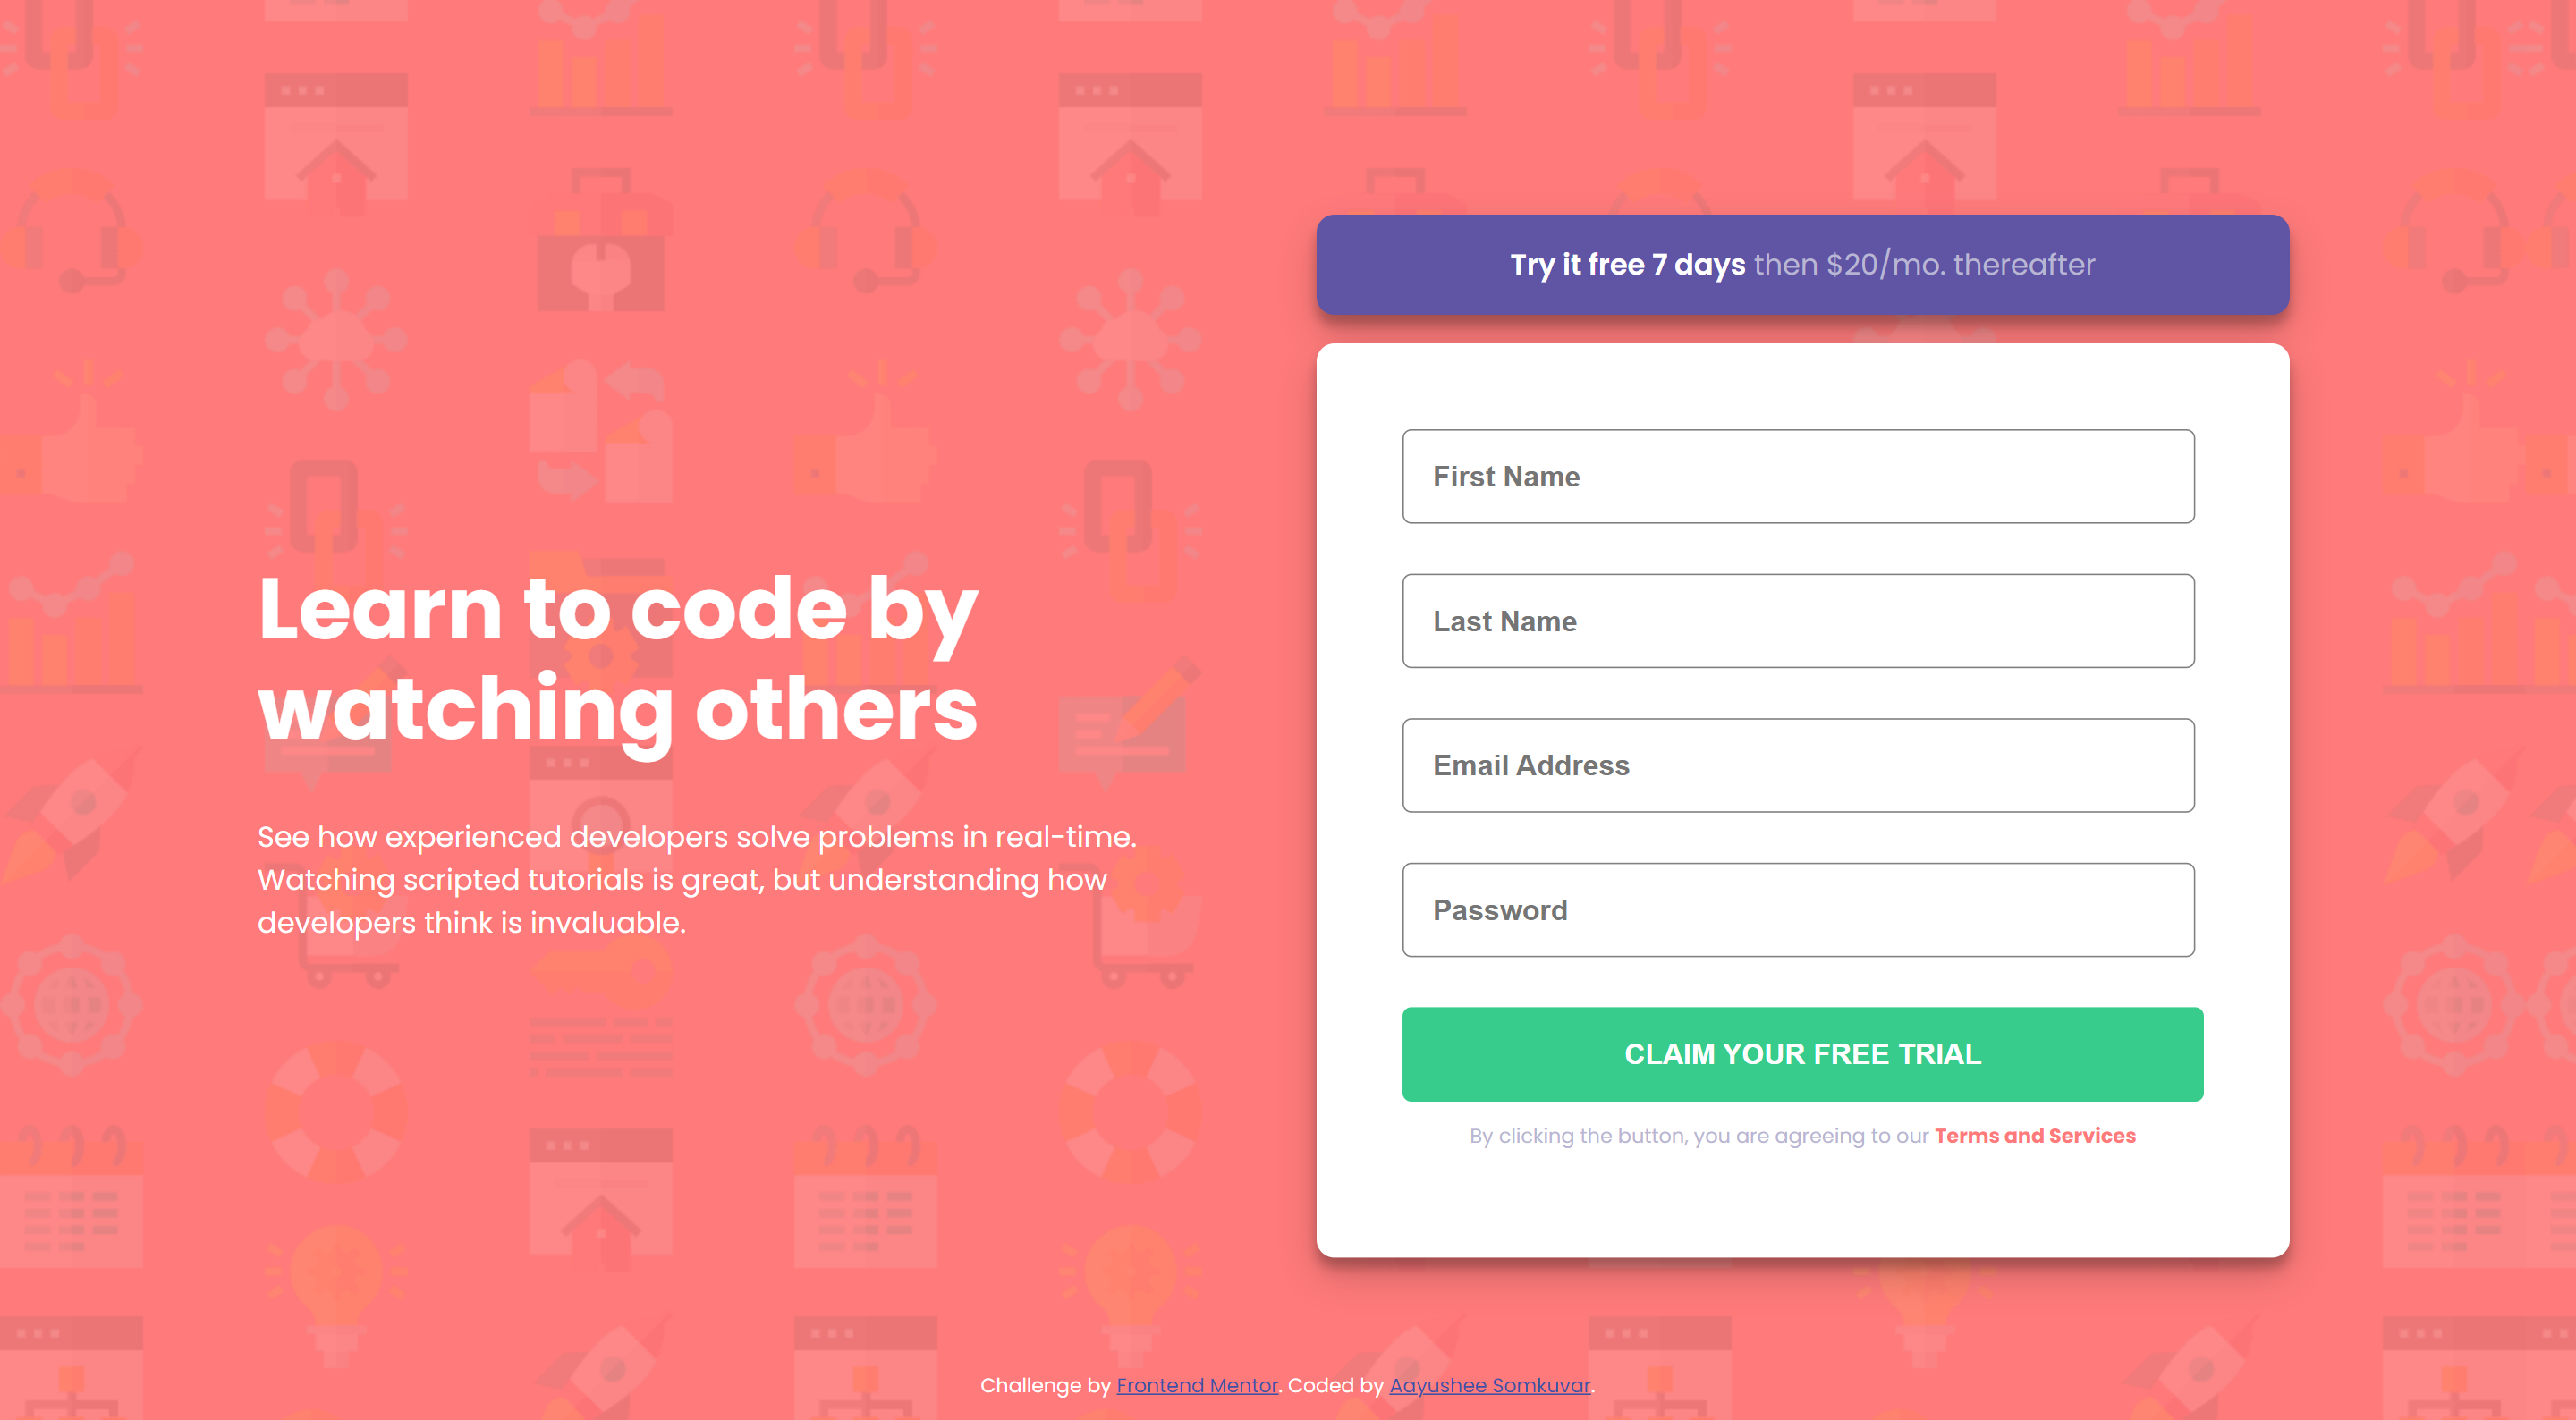 Learn to code by
watching others
See how experienced developers solve problems in real-time.
Watching scripted tutorials is great, but understanding how
developers think is invaluable.
Try it free 7 days then $20/mo. thereafter
First Name
Last Name
Email Address
Password
CLAIM YOUR FREE TRIAL
By clicking the button, you are agreeing to our Terms and Services
Challenge by Frontend Mentor. Coded by Aayushee Somkuvar.